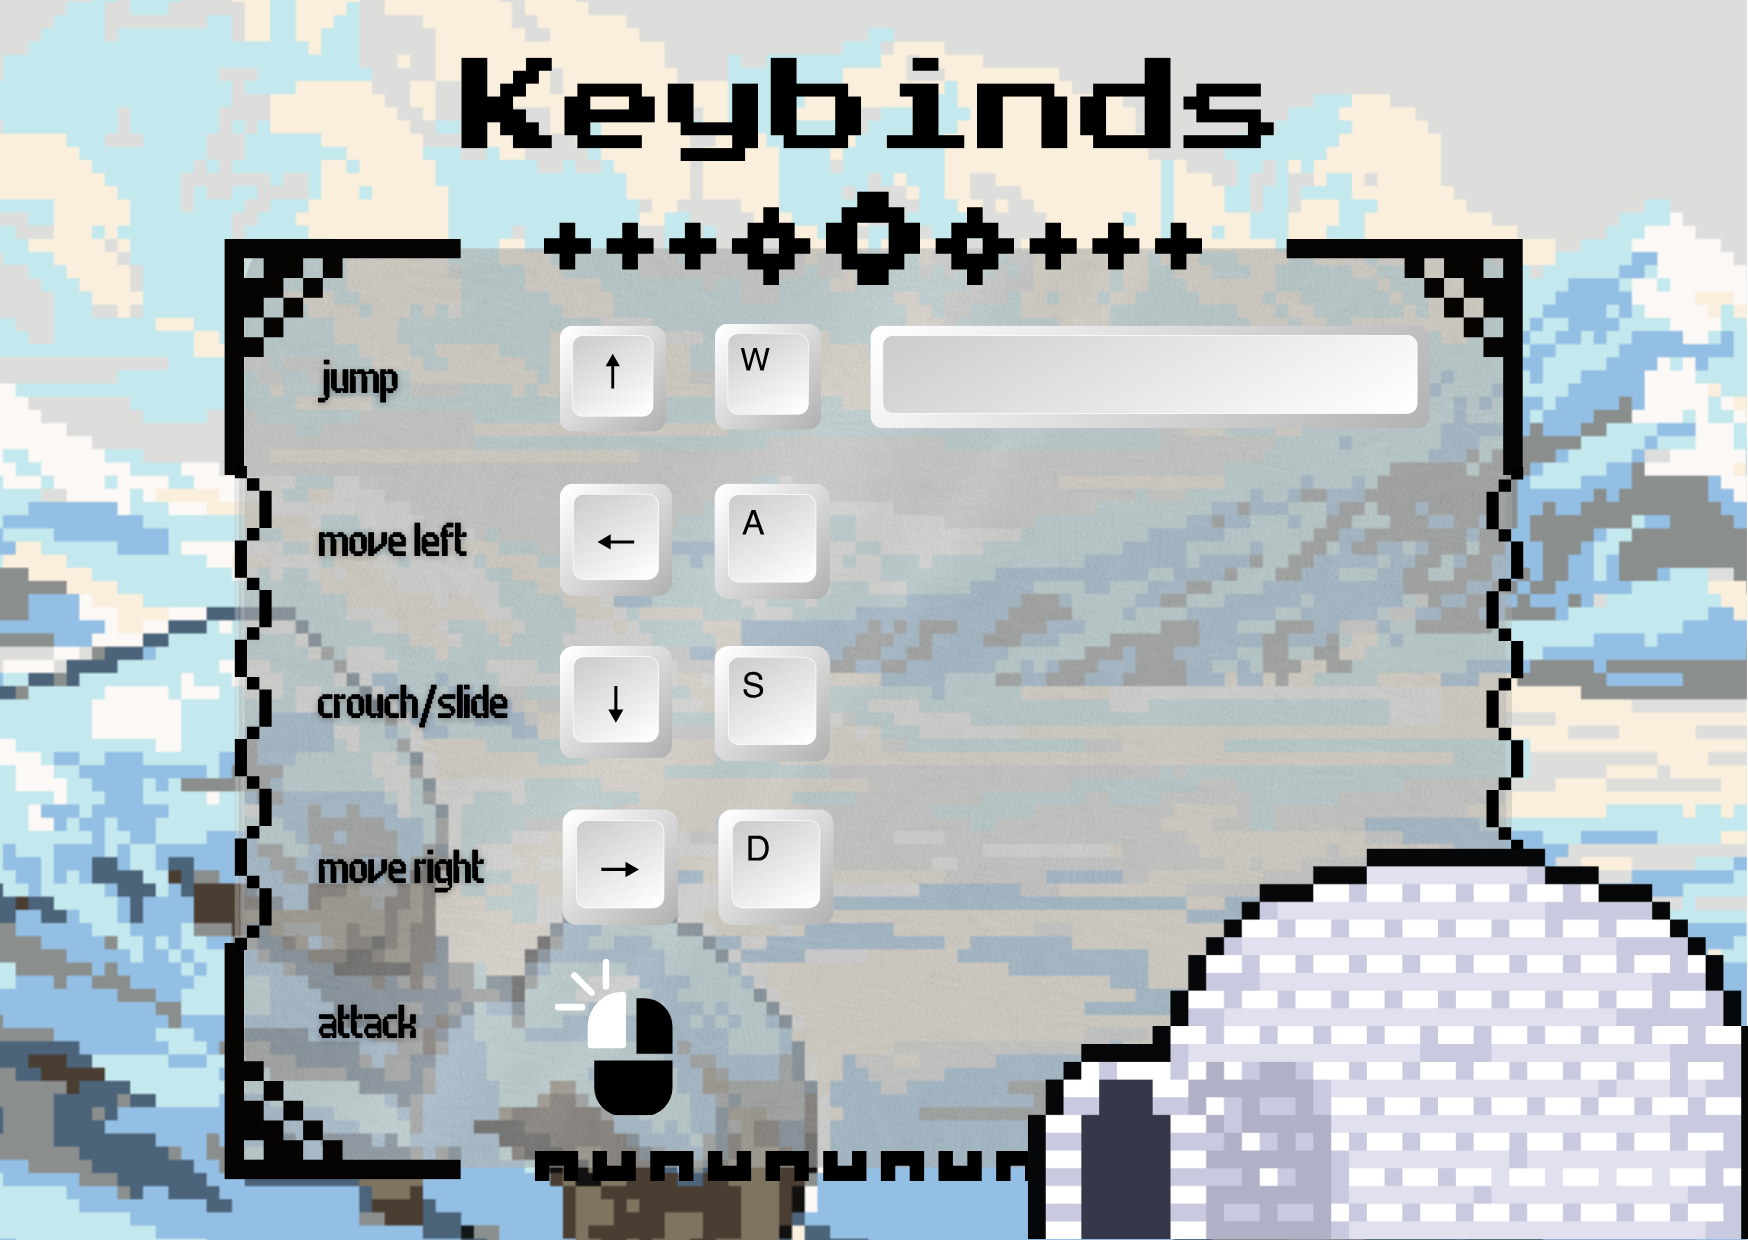 Keybinds
jump ↑ W
move left ← A
crouch/slide ↓ S
move right → D
attack